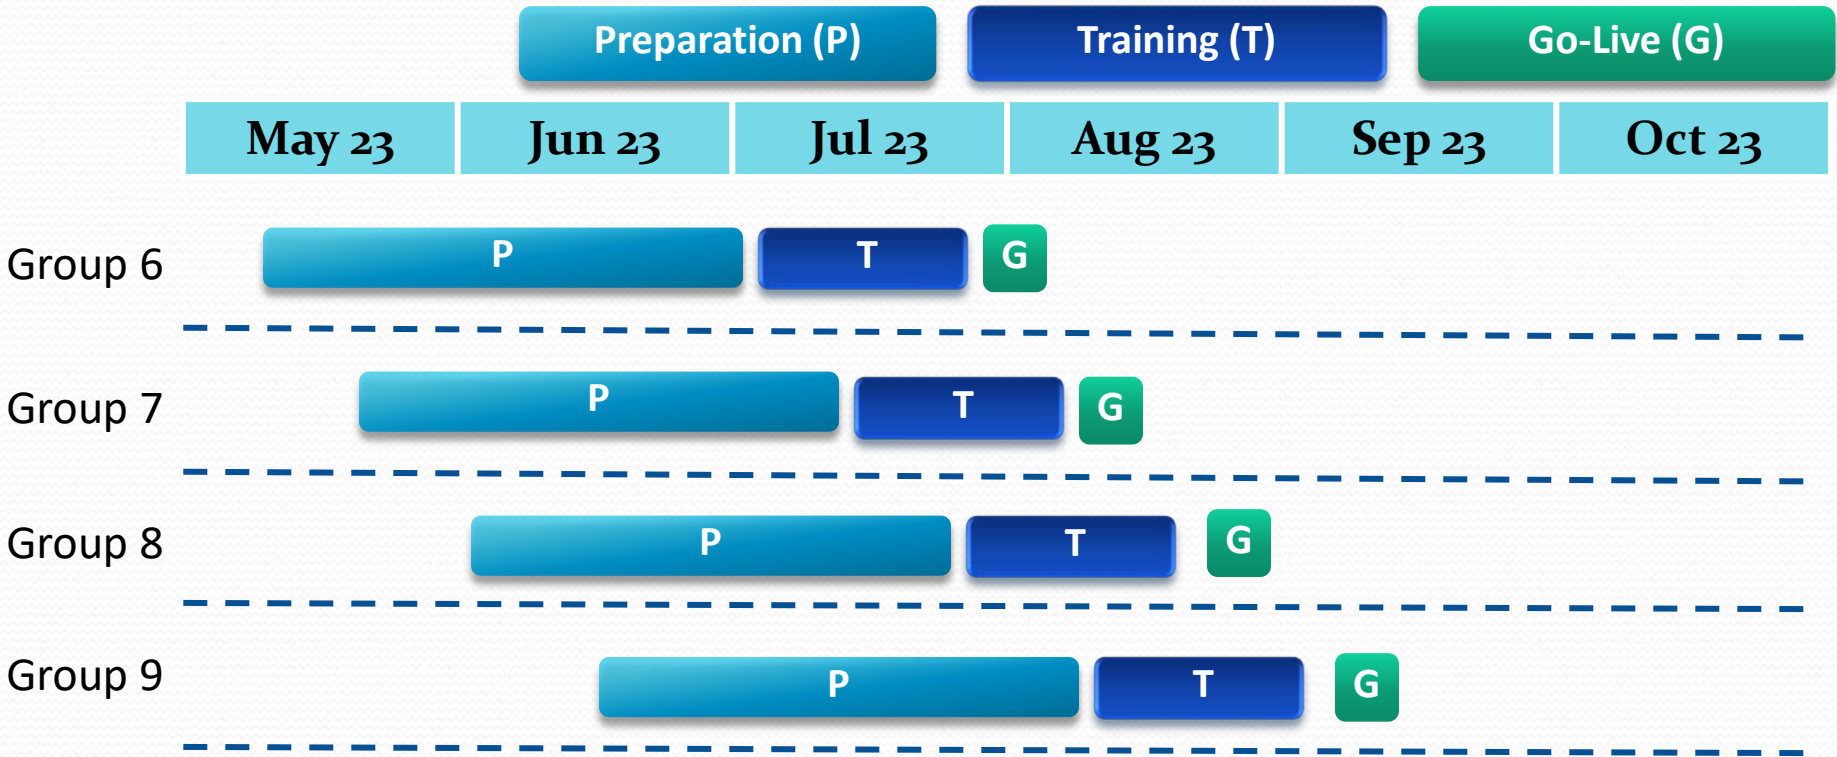 Preparation (P) Training (T) Go-Live (G)
May 23 Jun 23 Jul 23 Aug 23 Sep 23 Oct 23
Group 6 P T G
Group 7 P T G
Group 8 P T G
Group 9 P T G